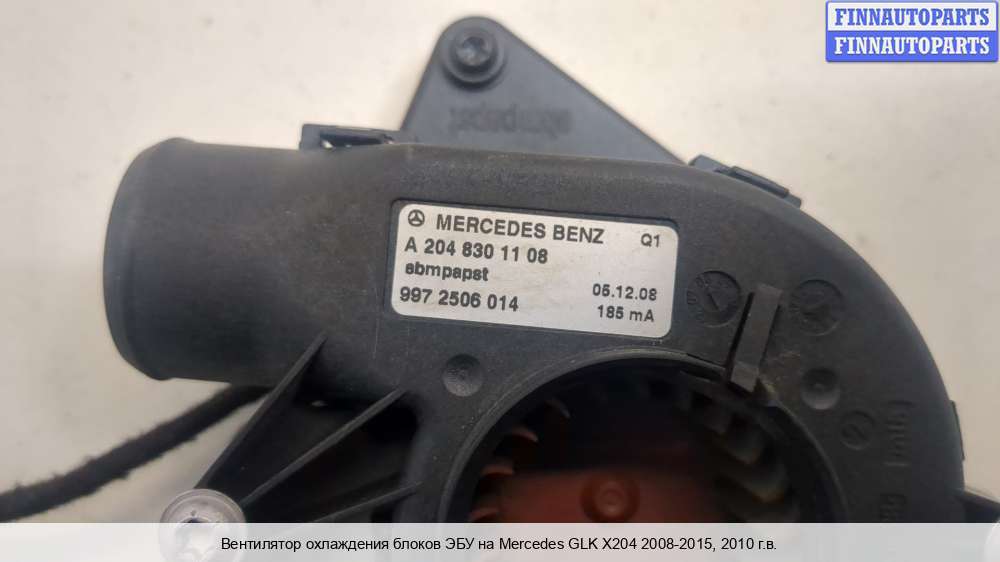 FINNAUTOPARTS
FINNAUTOPARTS
ebmpapst
MERCEDES BENZ Q1
A 204 830 11 08
ebmpapst
997 2506 014
05.12.08
185 mA
Вентилятор охлаждения блоков ЭБУ на Mercedes GLK X204 2008-2015, 2010 г.в.